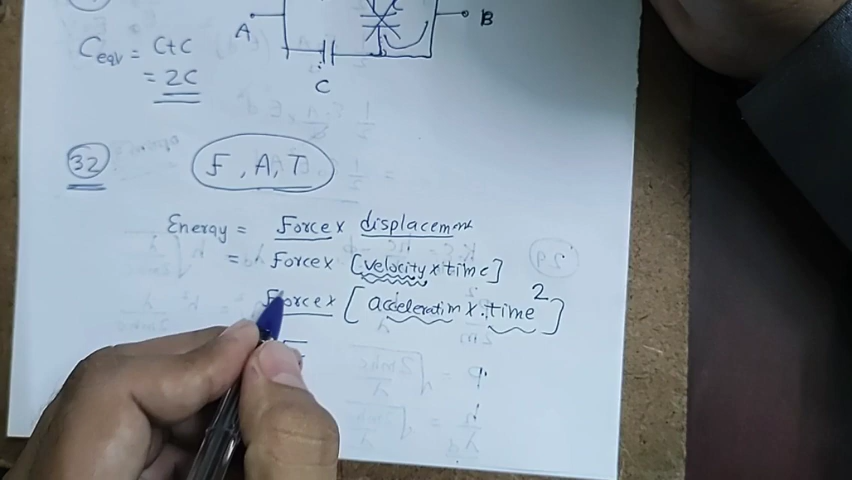 A
B
C
Ceqv = C+C
= 2C
C
32
F, A, T
Energy = Force x displacement
= Force x [velocity x time]
Force x [acceleration x time²]
F